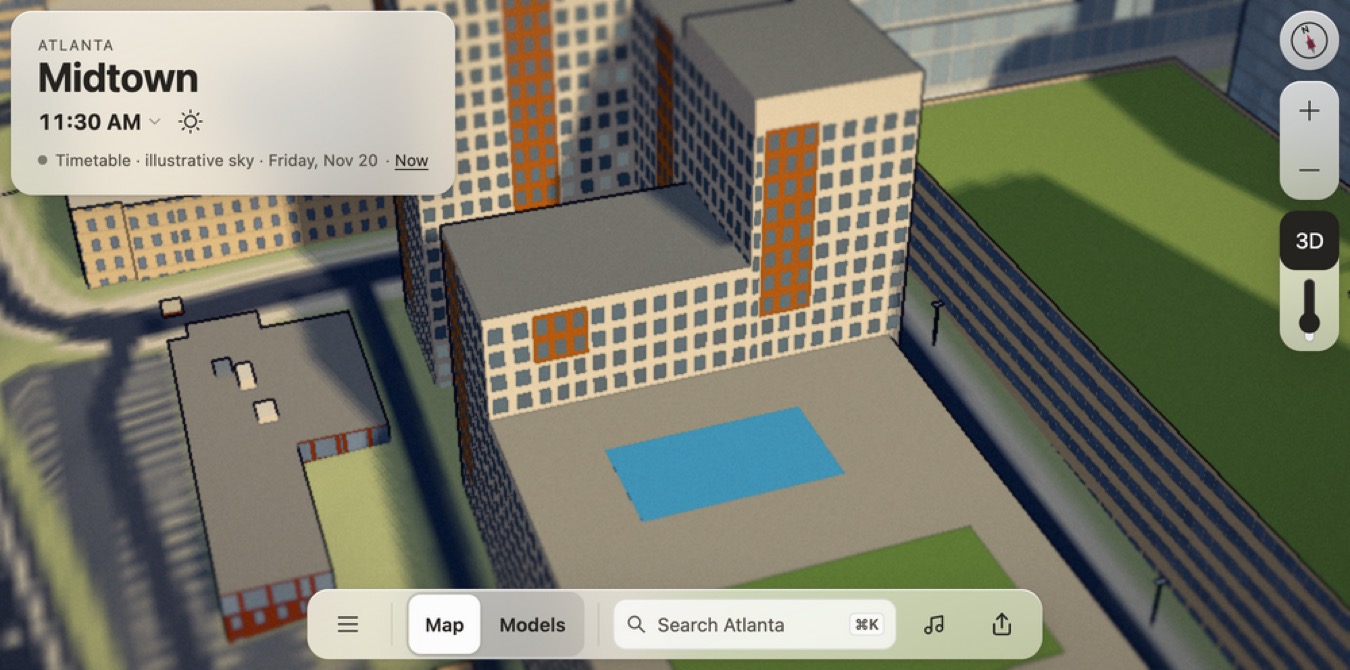 ATLANTA
Midtown
11:30 AM
Timetable · illustrative sky · Friday, Nov 20 · Now
N
3D
Map
Models
Search Atlanta
⌘K